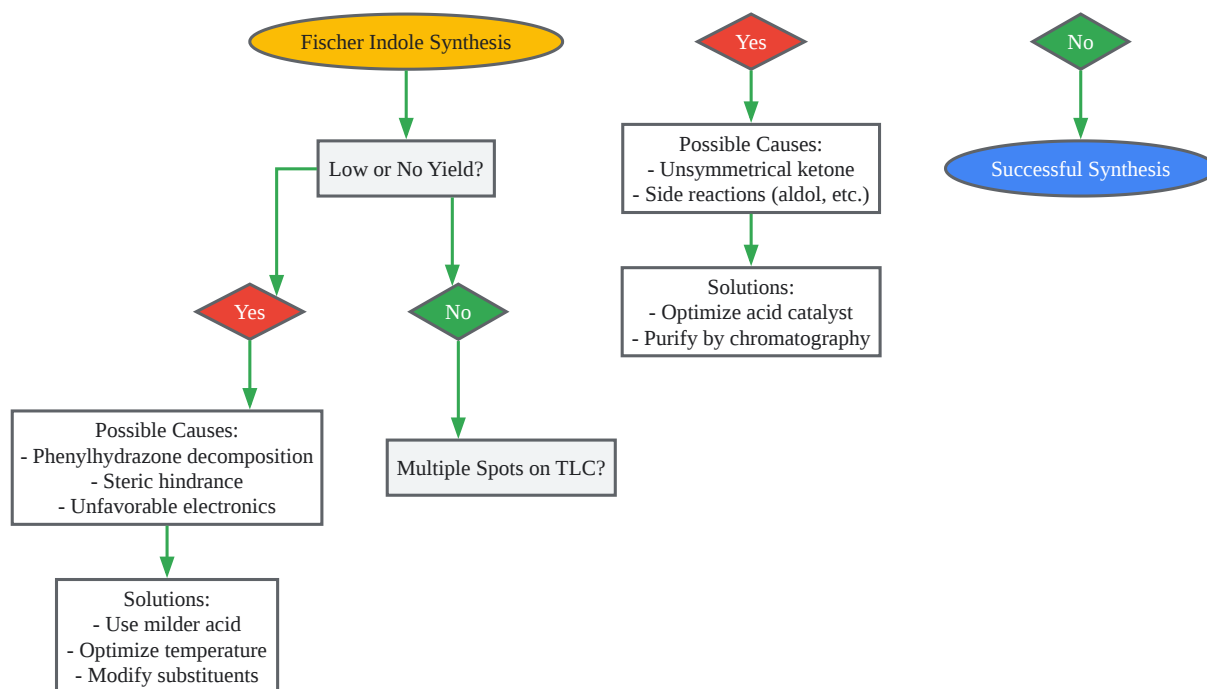 Fischer Indole Synthesis
Low or No Yield?
Yes
No
Possible Causes:
- Phenylhydrazone decomposition
- Steric hindrance
- Unfavorable electronics
Multiple Spots on TLC?
Solutions:
- Use milder acid
- Optimize temperature
- Modify substituents
Yes
Possible Causes:
- Unsymmetrical ketone
- Side reactions (aldol, etc.)
Solutions:
- Optimize acid catalyst
- Purify by chromatography
No
Successful Synthesis